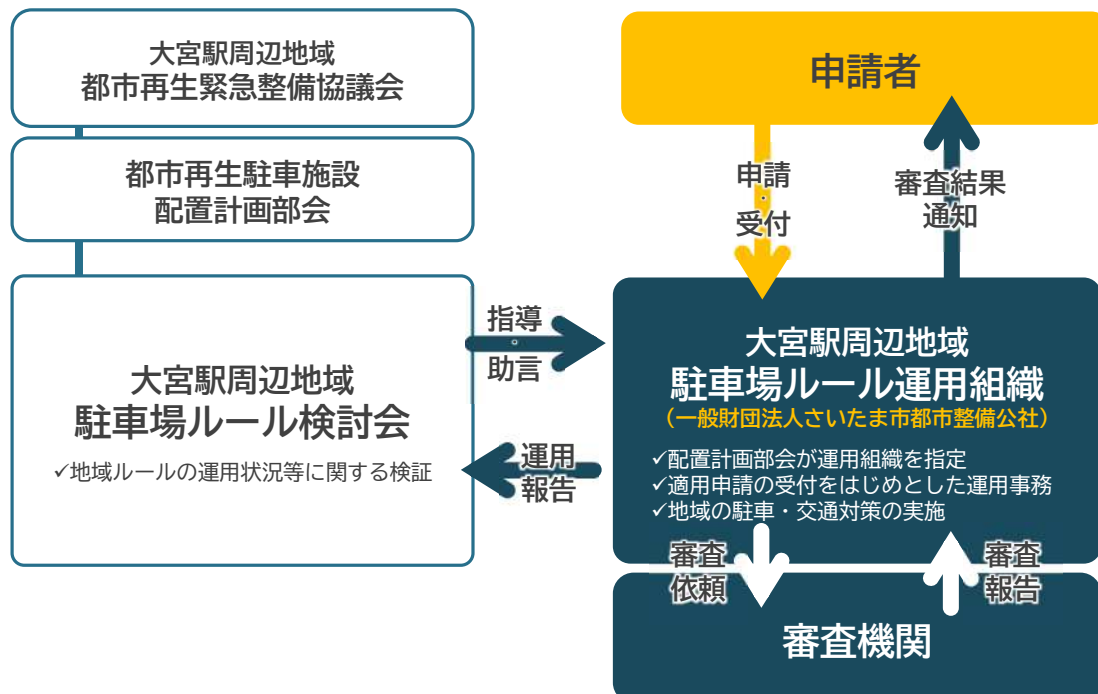 大宮駅周辺地域
都市再生緊急整備協議会
都市再生駐車施設
配置計画部会
大宮駅周辺地域
駐車場ルール検討会
✓地域ルールの運用状況等に関する検証
指導
・
助言
運用
報告
申請者
申請
・
受付
審査結果
通知
大宮駅周辺地域
駐車場ルール運用組織
（一般財団法人さいたま市都市整備公社）
✓配置計画部会が運用組織を指定
✓適用申請の受付をはじめとした運用事務
✓地域の駐車・交通対策の実施
審査
依頼
審査
報告
審査機関